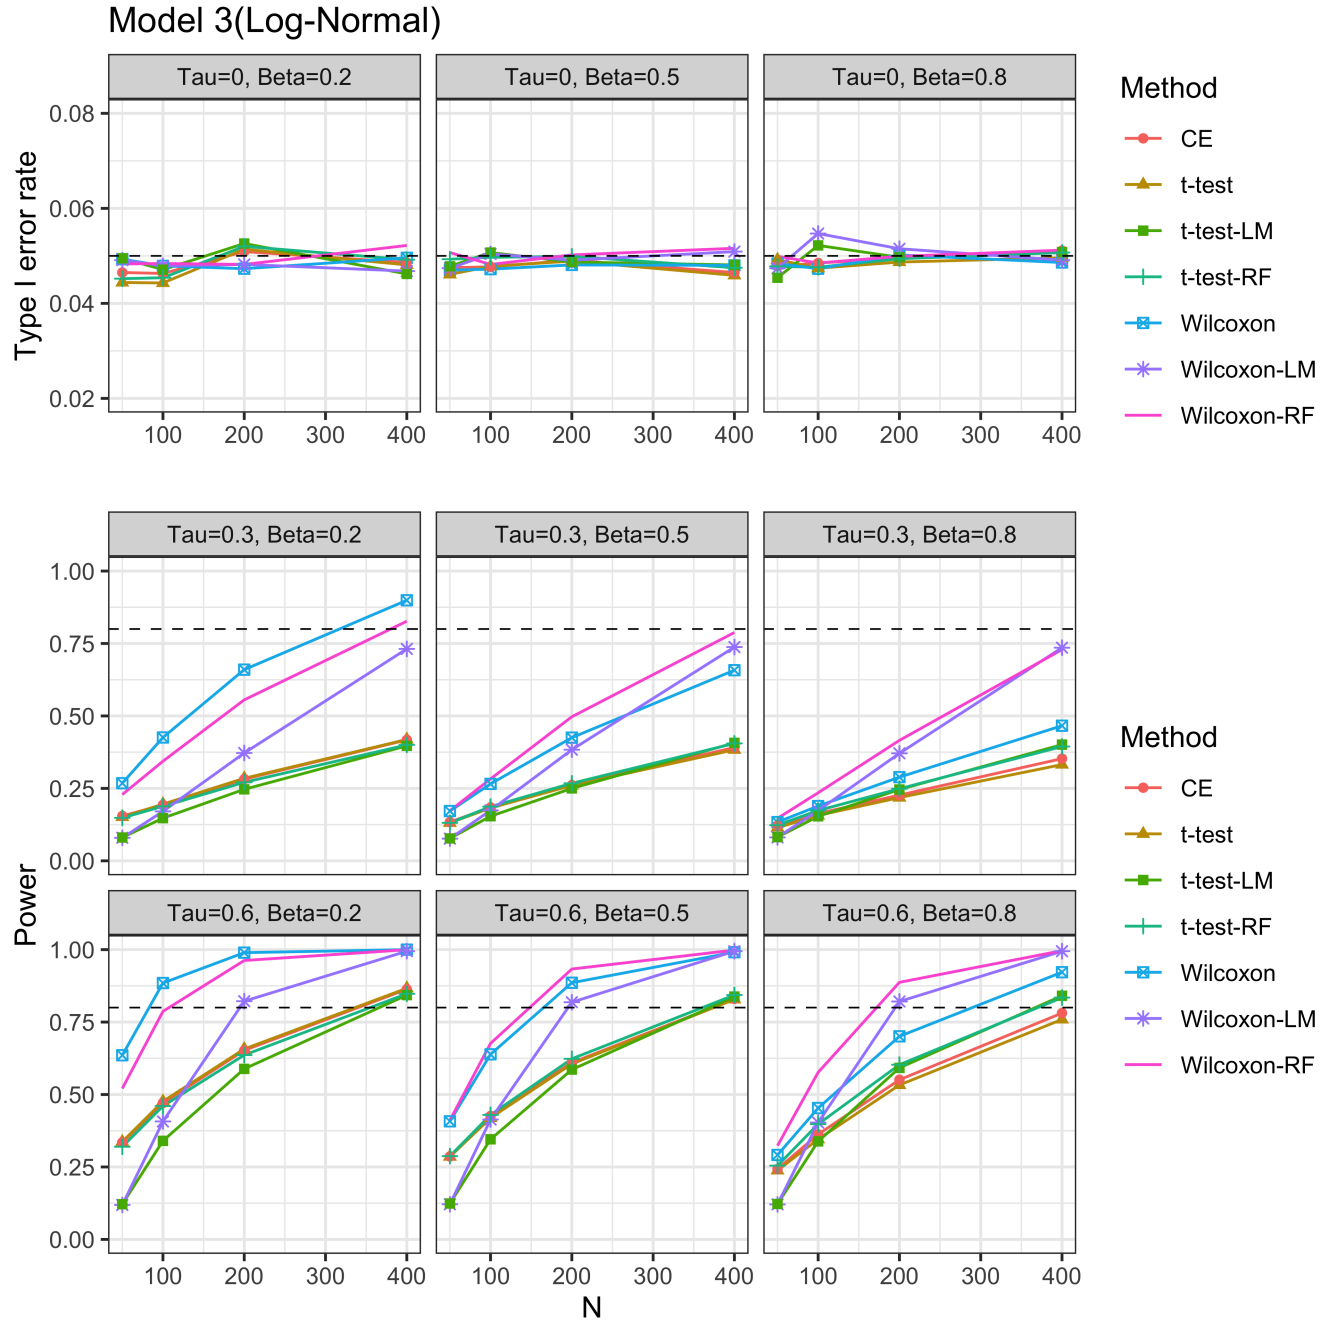 Model 3(Log-Normal)
Tau=0, Beta=0.2
Tau=0, Beta=0.5
Tau=0, Beta=0.8
Type I error rate
0.08
0.06
0.04
0.02
100 200 300 400
100 200 300 400
100 200 300 400
Method
CE
t-test
t-test-LM
t-test-RF
Wilcoxon
Wilcoxon-LM
Wilcoxon-RF
Tau=0.3, Beta=0.2
Tau=0.3, Beta=0.5
Tau=0.3, Beta=0.8
1.00
0.75
0.50
0.25
0.00
Power
Tau=0.6, Beta=0.2
Tau=0.6, Beta=0.5
Tau=0.6, Beta=0.8
1.00
0.75
0.50
0.25
0.00
100 200 300 400
100 200 300 400
100 200 300 400
N
Method
CE
t-test
t-test-LM
t-test-RF
Wilcoxon
Wilcoxon-LM
Wilcoxon-RF